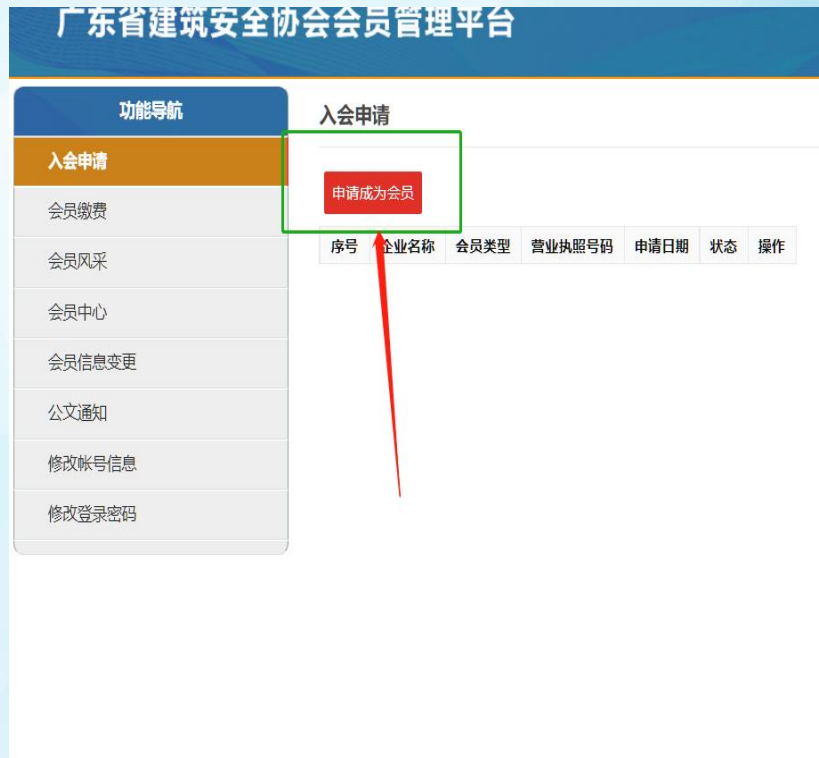 广东省建筑安全协会会员管理平台
功能导航
入会申请
会员缴费
会员风采
会员中心
会员信息变更
公文通知
修改帐号信息
修改登录密码
入会申请
申请成为会员
序号 企业名称 会员类型 营业执照号码 申请日期 状态 操作